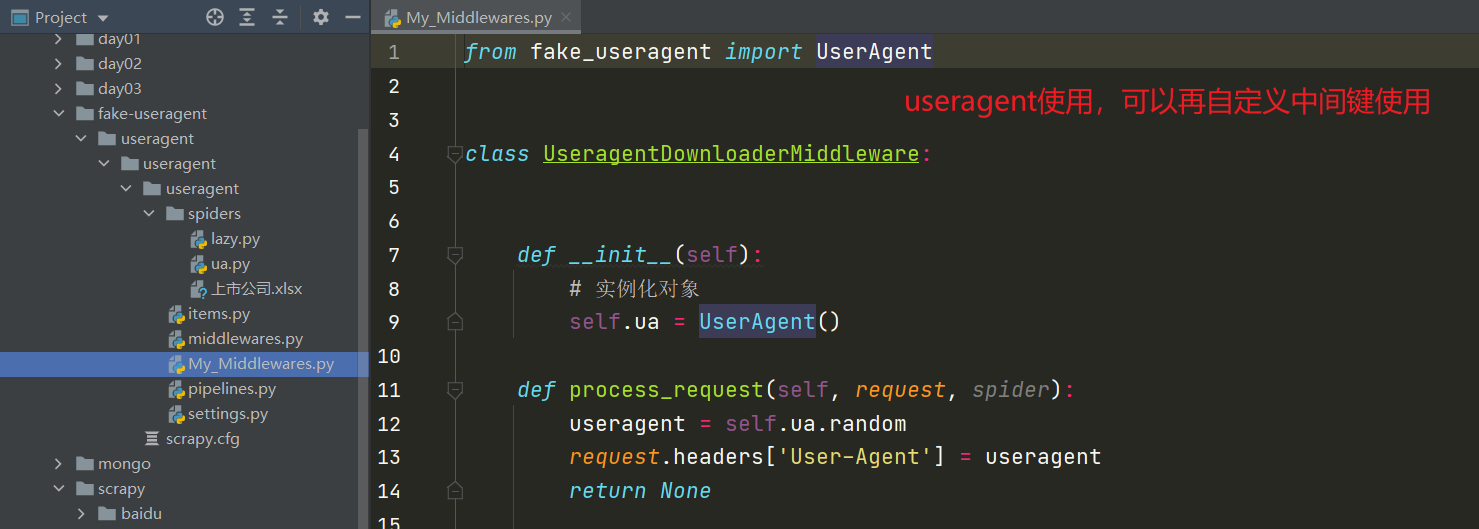 Project
day01
day02
day03
fake-useragent
useragent
useragent
useragent
spiders
lazy.py
ua.py
上市公司.xlsx
items.py
middlewares.py
My_Middlewares.py
pipelines.py
settings.py
scrapy.cfg
mongo
scrapy
baidu
My_Middlewares.py
1 from fake_useragent import UserAgent
2
useragent使用，可以再自定义中间键使用
3
4 class UseragentDownloaderMiddleware:
5
6
7 def __init__(self):
8 # 实例化对象
9 self.ua = UserAgent()
10
11 def process_request(self, request, spider):
12 useragent = self.ua.random
13 request.headers['User-Agent'] = useragent
14 return None
15